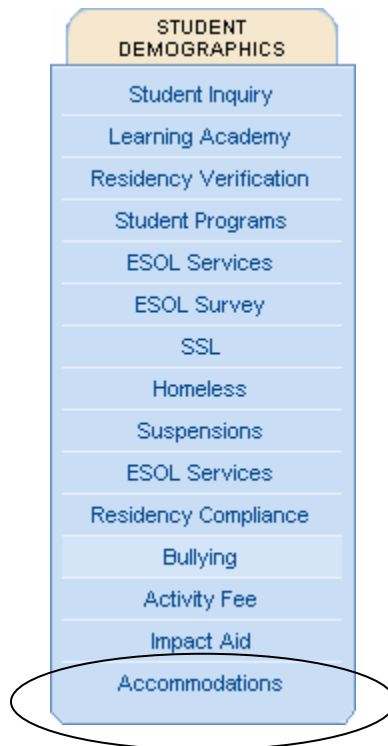 STUDENT
DEMOGRAPHICS
Student Inquiry
Learning Academy
Residency Verification
Student Programs
ESOL Services
ESOL Survey
SSL
Homeless
Suspensions
ESOL Services
Residency Compliance
Bullying
Activity Fee
Impact Aid
Accommodations